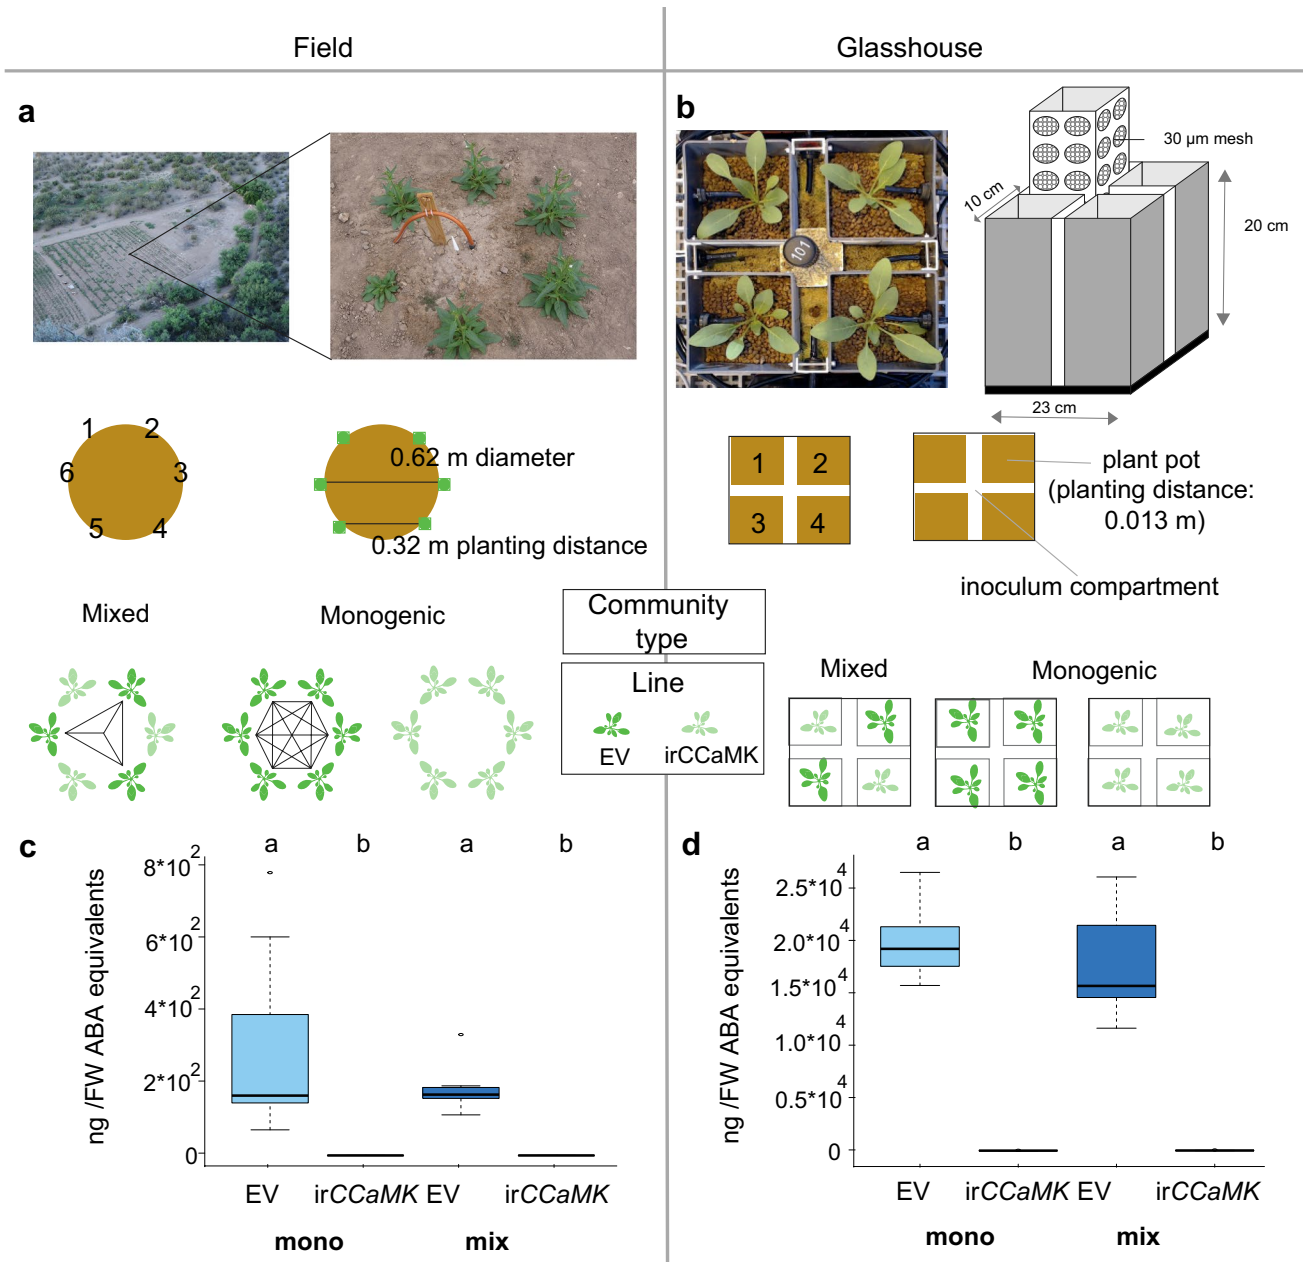 Field
Glasshouse
a
b
30 µm mesh
10 cm
20 cm
23 cm
101
1 2
6 3
5 4
0.62 m diameter
0.32 m planting distance
1 2
3 4
plant pot
(planting distance:
0.013 m)
inoculum compartment
Mixed
Monogenic
Community
type
Line
EV
irCCaMK
Mixed
Monogenic
c
a b a b
ng /FW ABA equivalents
8*10^2
6*10^2
4*10^2
2*10^2
0
EV irCCaMK EV irCCaMK
mono mix
d
a b a b
ng /FW ABA equivalents
2.5*10^4
2.0*10^4
1.5*10^4
1.0*10^4
0.5*10^4
0
EV irCCaMK EV irCCaMK
mono mix